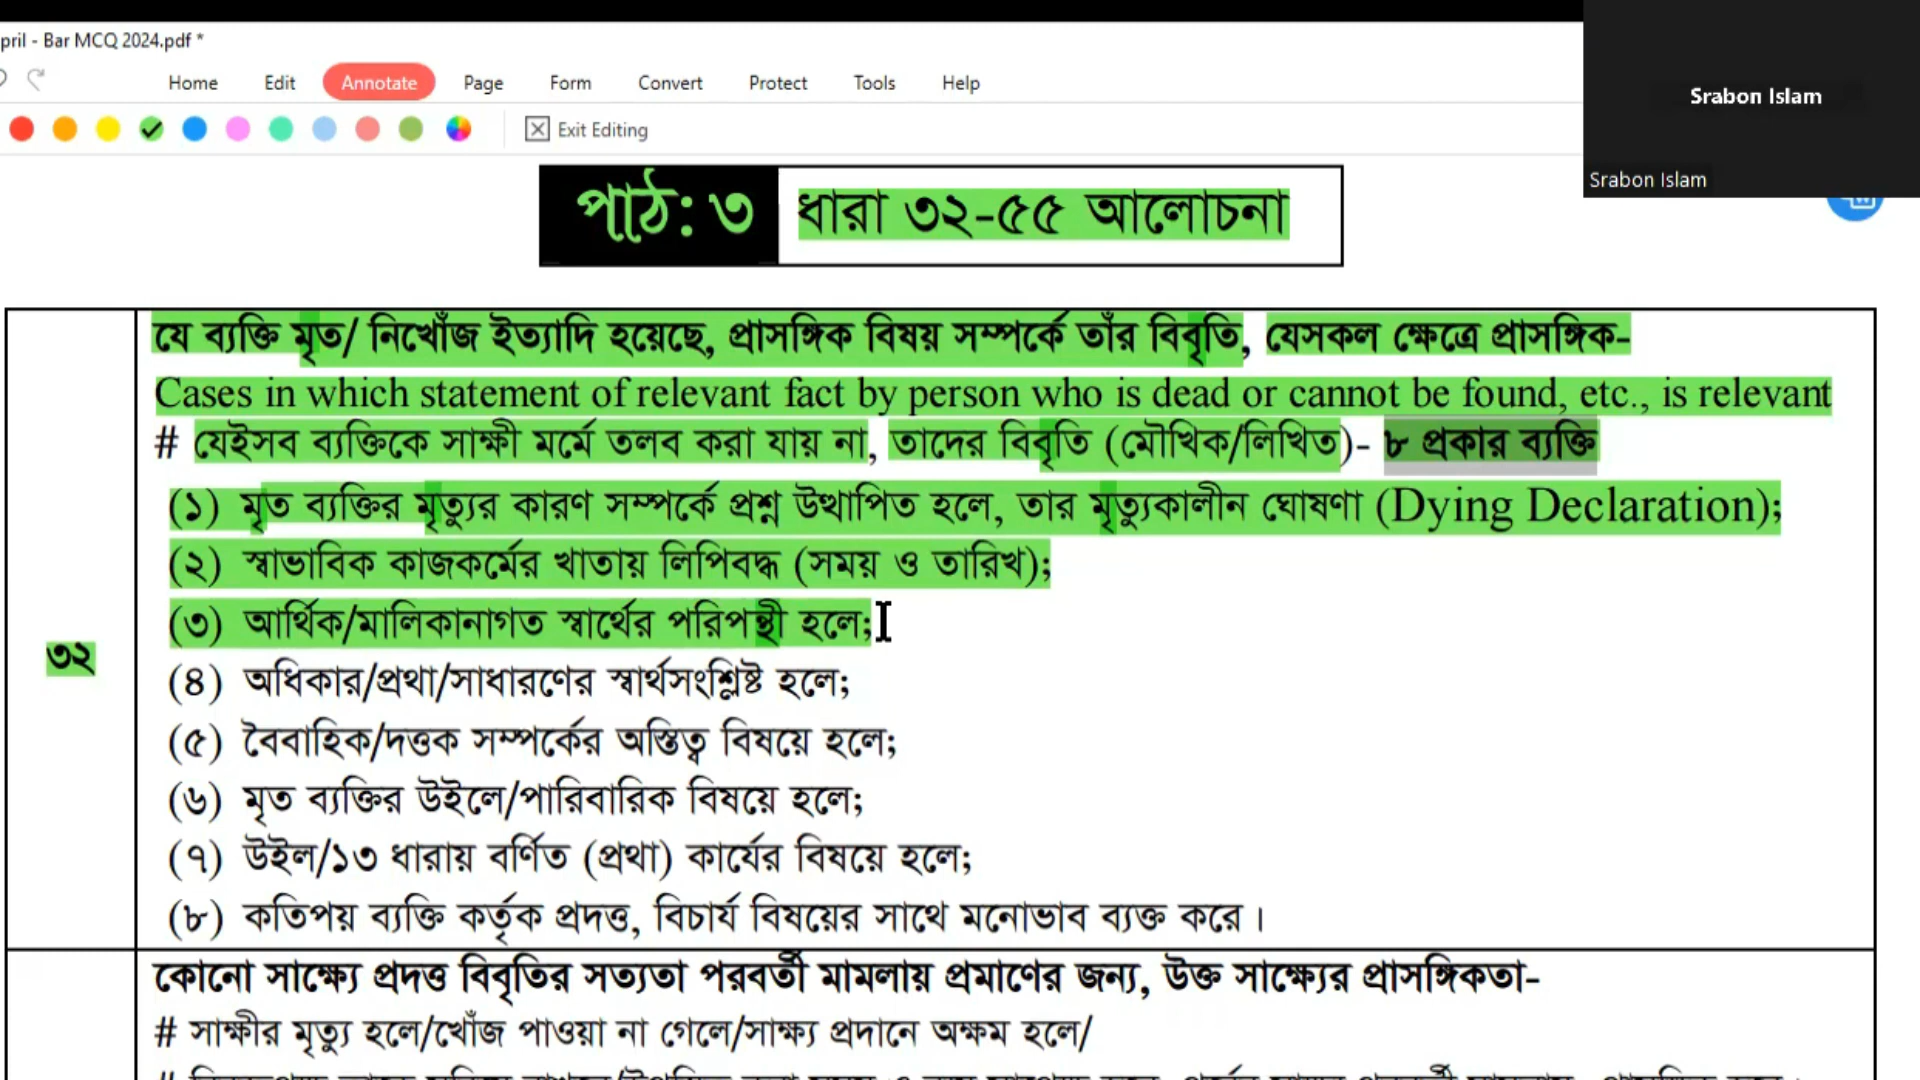 pril - Bar MCQ 2024.pdf *
Home Edit Annotate Page Form Convert Protect Tools Help
Exit Editing
Srabon Islam
Srabon Islam
পাঠ: ৩ ধারা ৩২-৫৫ আলোচনা
যে ব্যক্তি মৃত/ নিখোঁজ ইত্যাদি হয়েছে, প্রাসঙ্গিক বিষয় সম্পর্কে তাঁর বিবৃতি, যেসকল ক্ষেত্রে প্রাসঙ্গিক-
Cases in which statement of relevant fact by person who is dead or cannot be found, etc., is relevant
# যেইসব ব্যক্তিকে সাক্ষী মর্মে তলব করা যায় না, তাদের বিবৃতি (মৌখিক/লিখিত)- ৮ প্রকার ব্যক্তি
(১) মৃত ব্যক্তির মৃত্যুর কারণ সম্পর্কে প্রশ্ন উত্থাপিত হলে, তার মৃত্যুকালীন ঘোষণা (Dying Declaration);
(২) স্বাভাবিক কাজকর্মের খাতায় লিপিবদ্ধ (সময় ও তারিখ);
(৩) আর্থিক/মালিকানাগত স্বার্থের পরিপন্থী হলে;
৩২
(৪) অধিকার/প্রথা/সাধারণের স্বার্থসংশ্লিষ্ট হলে;
(৫) বৈবাহিক/দত্তক সম্পর্কের অস্তিত্ব বিষয়ে হলে;
(৬) মৃত ব্যক্তির উইলে/পারিবারিক বিষয়ে হলে;
(৭) উইল/১৩ ধারায় বর্ণিত (প্রথা) কার্যের বিষয়ে হলে;
(৮) কতিপয় ব্যক্তি কর্তৃক প্রদত্ত, বিচার্য বিষয়ের সাথে মনোভাব ব্যক্ত করে।
কোনো সাক্ষ্যে প্রদত্ত বিবৃতির সত্যতা পরবর্তী মামলায় প্রমাণের জন্য, উক্ত সাক্ষ্যের প্রাসঙ্গিকতা-
# সাক্ষীর মৃত্যু হলে/খোঁজ পাওয়া না গেলে/সাক্ষ্য প্রদানে অক্ষম হলে/